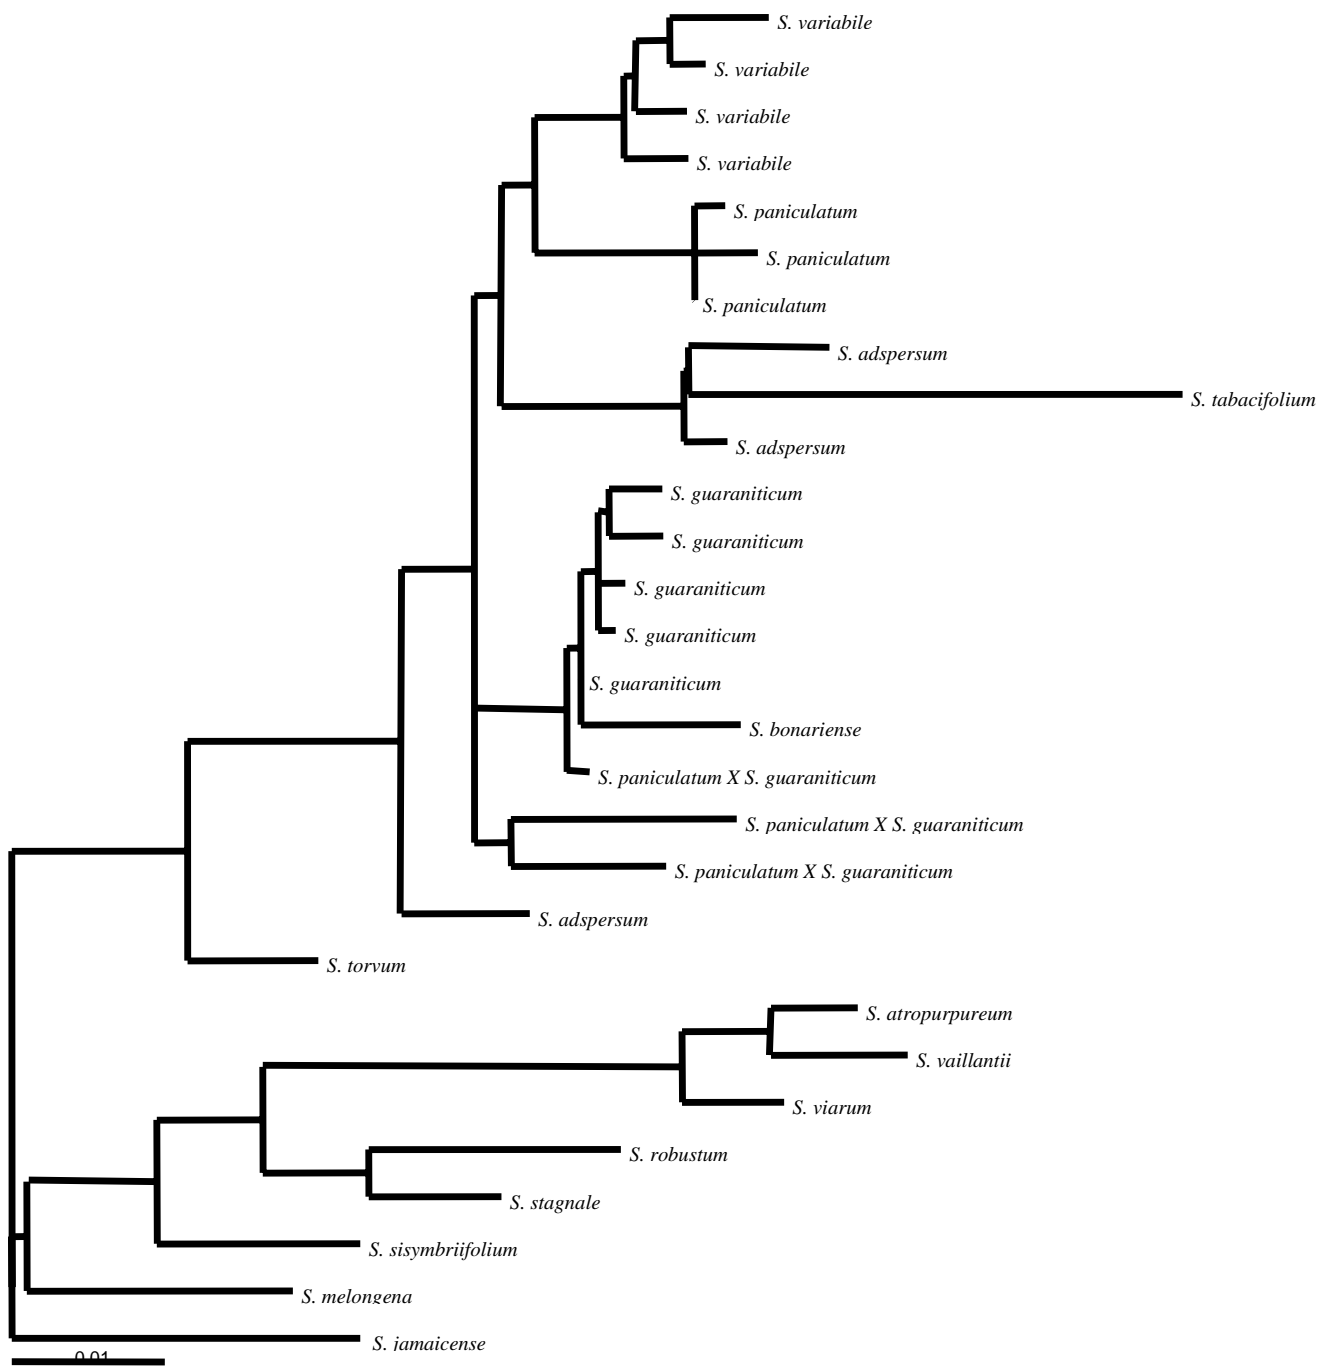 S. variabile
S. variabile
S. variabile
S. variabile
S. paniculatum
S. paniculatum
S. paniculatum
S. adspersum
S. tabacifolium
S. adspersum
S. guaraniticum
S. guaraniticum
S. guaraniticum
S. guaraniticum
S. guaraniticum
S. bonariense
S. paniculatum X S. guaraniticum
S. paniculatum X S. guaraniticum
S. paniculatum X S. guaraniticum
S. adspersum
S. torvum
S. atropurpureum
S. vaillantii
S. viarum
S. robustum
S. stagnale
S. sisymbriifolium
S. melongena
S. jamaicense
0.01